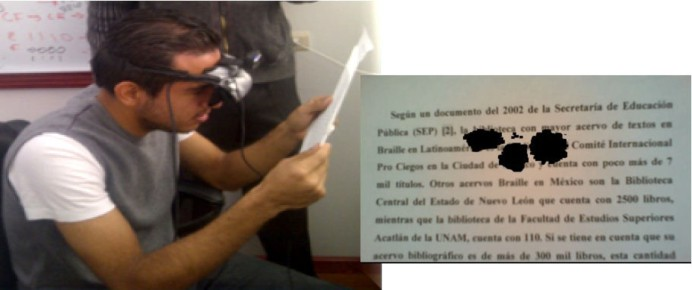 Según un documento del 2002 de la Secretaría de Educación
Pública (SEP) [2], la biblioteca con mayor acervo de textos en
Braille en Comité Internacional
Pro Ciegos en la Ciudad de y cuenta con poco más de 7
mil títulos. Otros acervos Braille en México son la Biblioteca
Central del Estado de Nuevo León que cuenta con 2500 libros,
mientras que la biblioteca de la Facultad de Estudios Superiores
Acatlán de la UNAM, cuenta con 110. Si se tiene en cuenta que su
acervo bibliográfico es de más de 300 mil libros, esta cantidad